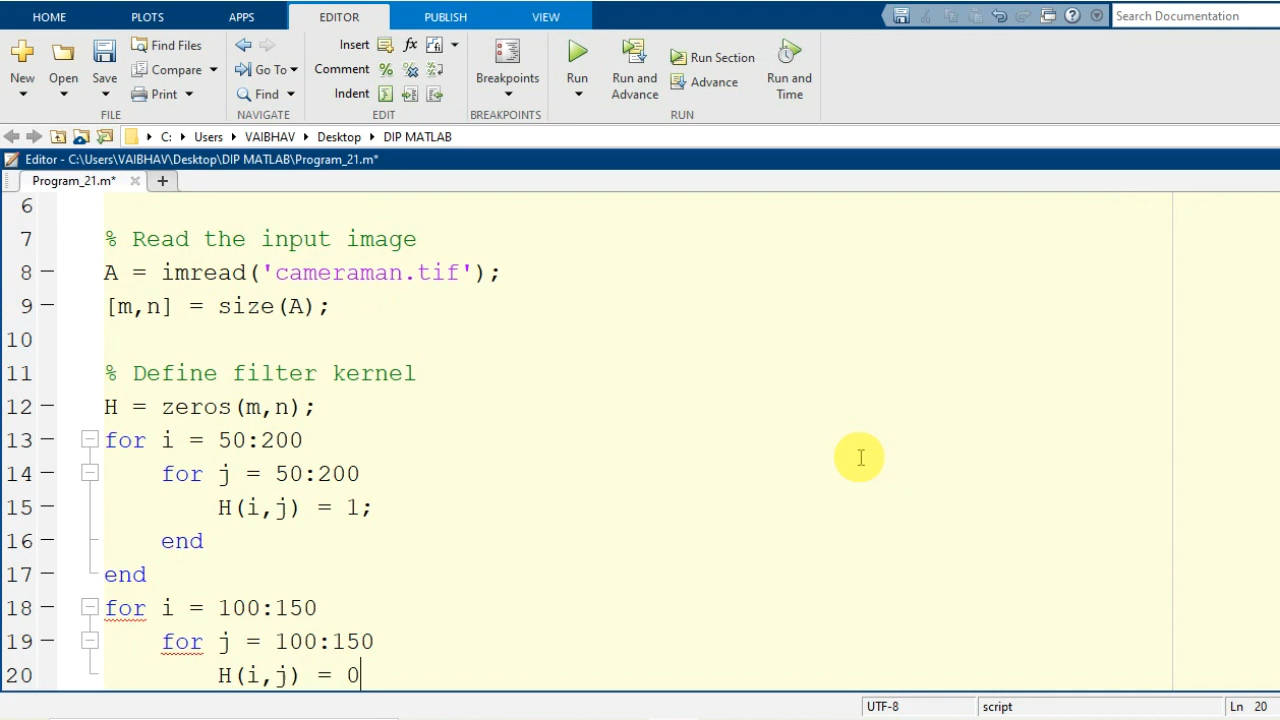 HOME PLOTS APPS EDITOR PUBLISH VIEW Search Documentation
New Open Save Find Files Compare Print
FILE
Go To Find
NAVIGATE
Insert fx Comment % Indent
EDIT
Breakpoints
BREAKPOINTS
Run Run and Advance Run Section Advance Run and Time
RUN
C: Users VAIBHAV Desktop DIP MATLAB
Editor - C:\Users\VAIBHAV\Desktop\DIP MATLAB\Program_21.m*
Program_21.m* × +
6
7 % Read the input image
8 A = imread('cameraman.tif');
9 [m,n] = size(A);
10
11 % Define filter kernel
12 H = zeros(m,n);
13 for i = 50:200
14 for j = 50:200
15 H(i,j) = 1;
16 end
17 end
18 for i = 100:150
19 for j = 100:150
20 H(i,j) = 0
UTF-8 script Ln 20